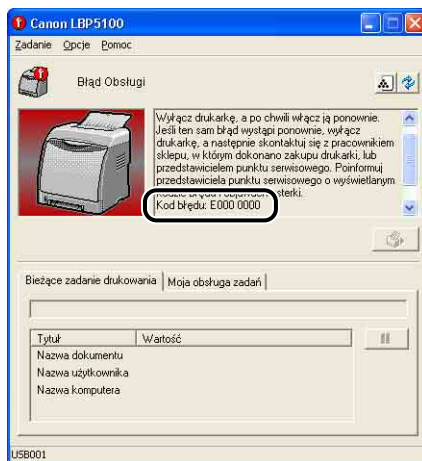 Canon LBP5100
Zadanie Opcje Pomoc
Błąd Obsługi
Wyłącz drukarkę, a po chwili włącz ją ponownie.
Jeśli ten sam błąd wystąpi ponownie, wyłącz
drukarkę, a następnie skontaktuj się z pracownikiem
sklepu, w którym dokonano zakupu drukarki, lub
przedstawicielem punktu serwisowego. Poinformuj
przedstawiciela punktu serwisowego o wyświetlanym
Kod błędu: E000 0000
Bieżące zadanie drukowania Moja obsługa zadań
Tytuł Wartość
Nazwa dokumentu
Nazwa użytkownika
Nazwa komputera
USB001